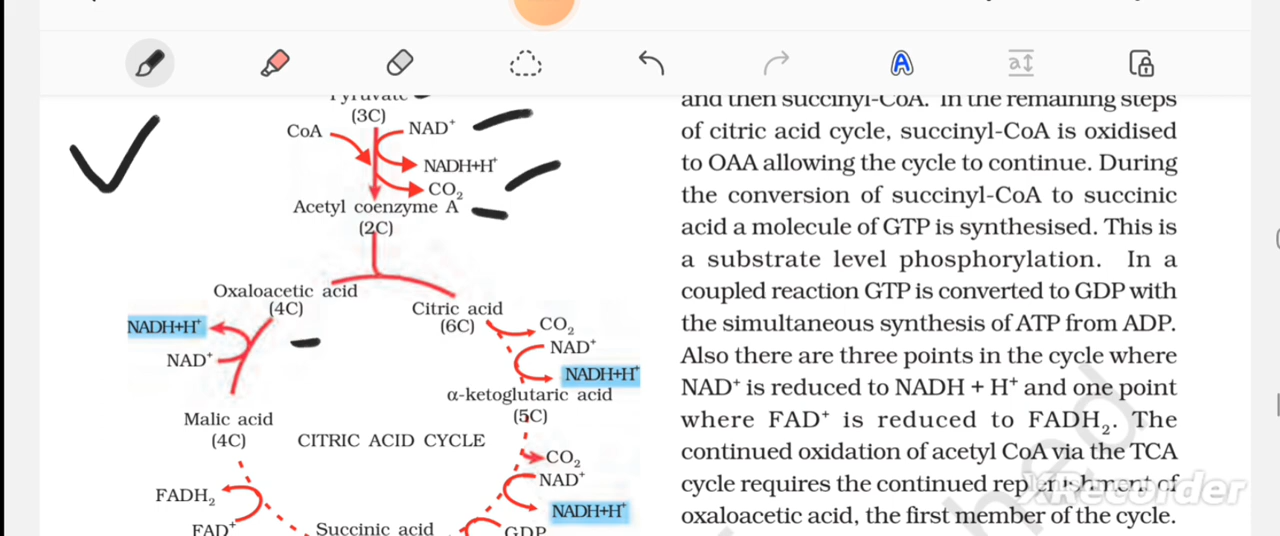 Pyruvate
(3C)
CoA
NAD⁺
NADH+H⁺
CO₂
Acetyl coenzyme A
(2C)
Oxaloacetic acid
(4C)
Citric acid
(6C)
NADH+H⁺
NAD⁺
CO₂
NAD⁺
NADH+H⁺
α-ketoglutaric acid
(5C)
Malic acid
(4C)
CITRIC ACID CYCLE
CO₂
NAD⁺
NADH+H⁺
FADH₂
FAD⁺
Succinic acid
GDP
and then succinyl-CoA. In the remaining steps
of citric acid cycle, succinyl-CoA is oxidised
to OAA allowing the cycle to continue. During
the conversion of succinyl-CoA to succinic
acid a molecule of GTP is synthesised. This is
a substrate level phosphorylation. In a
coupled reaction GTP is converted to GDP with
the simultaneous synthesis of ATP from ADP.
Also there are three points in the cycle where
NAD⁺ is reduced to NADH + H⁺ and one point
where FAD⁺ is reduced to FADH₂. The
continued oxidation of acetyl CoA via the TCA
cycle requires the continued replenishment of
oxaloacetic acid, the first member of the cycle.
XRecorder
A
a